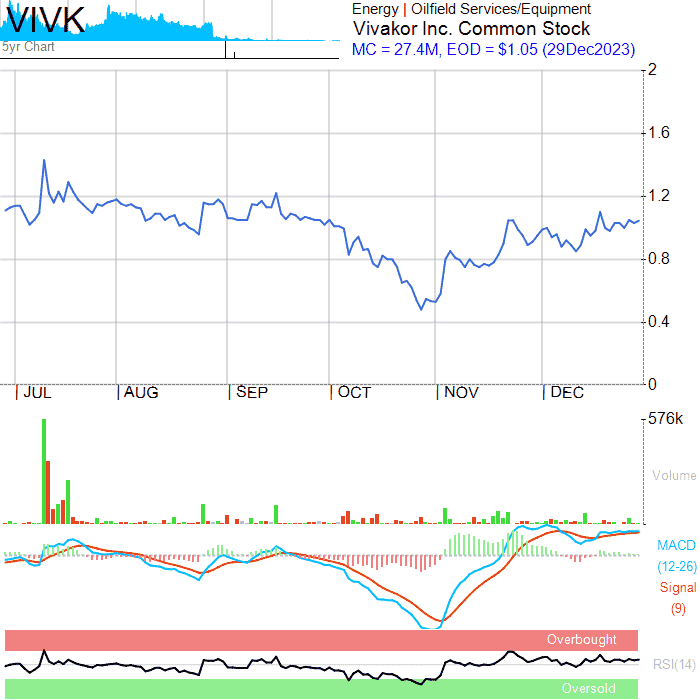 VIVK
5yr Chart
Energy | Oilfield Services/Equipment
Vivakor Inc. Common Stock
MC = 27.4M, EOD = $1.05 (29Dec2023)
2
1.6
1.2
0.8
0.4
0
JUL AUG SEP OCT NOV DEC
576k
Volume
MACD
(12-26)
Signal
(9)
Overbought
RSI(14)
Oversold